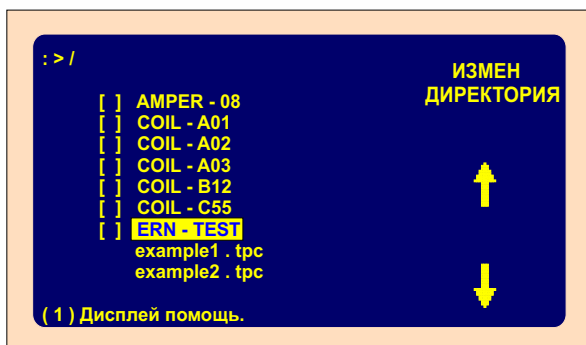 : > /
ИЗМЕН
ДИРЕКТОРИЯ
[ ] AMPER - 08
[ ] COIL - A01
[ ] COIL - A02
[ ] COIL - A03
[ ] COIL - B12
[ ] COIL - C55
[ ] ERN - TEST
example1 . tpc
example2 . tpc
( 1 ) Дисплей помощь.